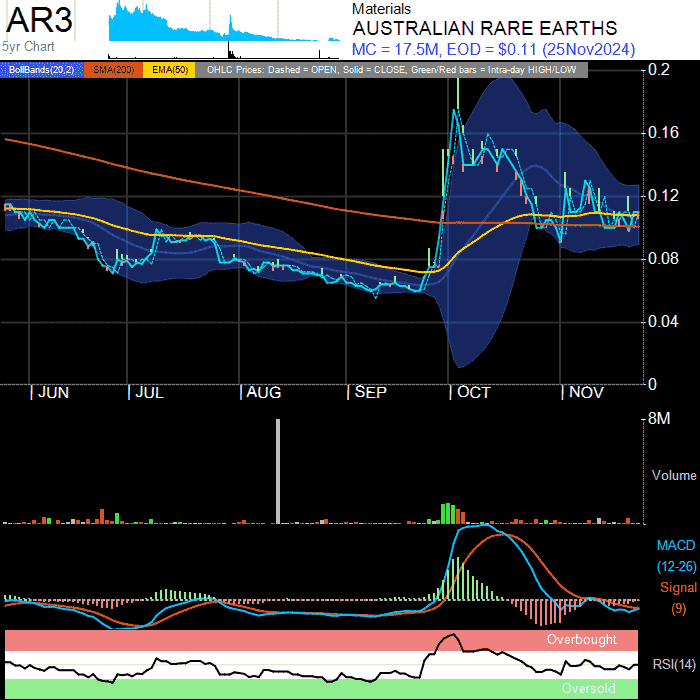 AR3
5yr Chart
Materials
AUSTRALIAN RARE EARTHS
MC = 17.5M, EOD = $0.11 (25Nov2024)
BollBands(20,2) SMA(200) EMA(50) OHLC Prices: Dashed = OPEN, Solid = CLOSE, Green/Red bars = Intra-day HIGH/LOW
0.2
0.16
0.12
0.08
0.04
0
| JUN | JUL | AUG | SEP | OCT | NOV
8M
Volume
MACD
(12-26)
Signal
(9)
Overbought
RSI(14)
Oversold